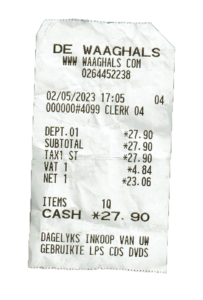 DE WAAGHALS
WWW WAAGHALS COM
0264452238
02/05/2023 17:05 04
000000#4099 CLERK 04
DEPT.01 *27.90
SUBTOTAL *27.90
TAX1 ST *27.90
VAT 1 *4.84
NET 1 *23.06
ITEMS 1Q
CASH *27.90
DAGELYKS INKOOP VAN UW
GEBRUIKTE LPS CDS DVDS